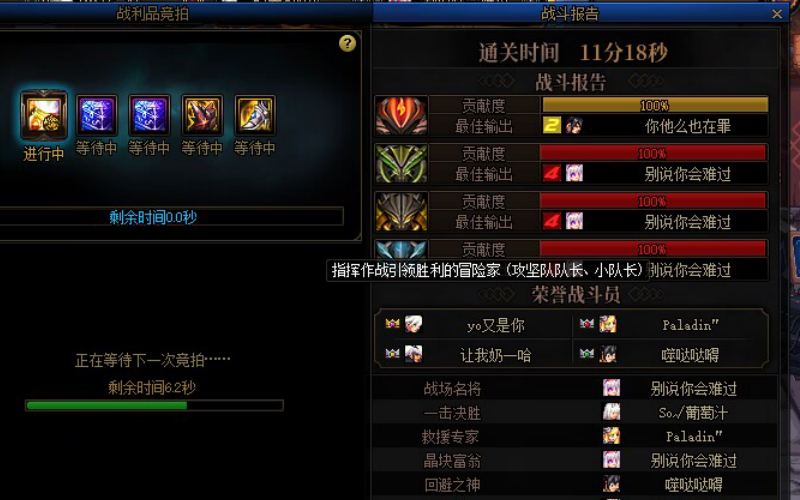 战利品竞拍
?
进行中
等待中
等待中
等待中
等待中
剩余时间0.0秒
正在等待下一次竞拍……
剩余时间6.2秒
战斗报告
通关时间 11分18秒
战斗报告
贡献度 100%
最佳输出 2 你他么也在罪
贡献度 100%
最佳输出 4 别说你会难过
贡献度 100%
最佳输出 4 别说你会难过
贡献度 100%
指挥作战引领胜利的冒险家(攻坚队队长、小队长) 别说你会难过
荣誉战斗员
yo又是你 Paladin"
让我奶一哈 噬哒哒嘚
战场名将 别说你会难过
一击决胜 So√葡萄汁
救援专家 Paladin"
晶块富翁 别说你会难过
回避之神 噬哒哒嘚